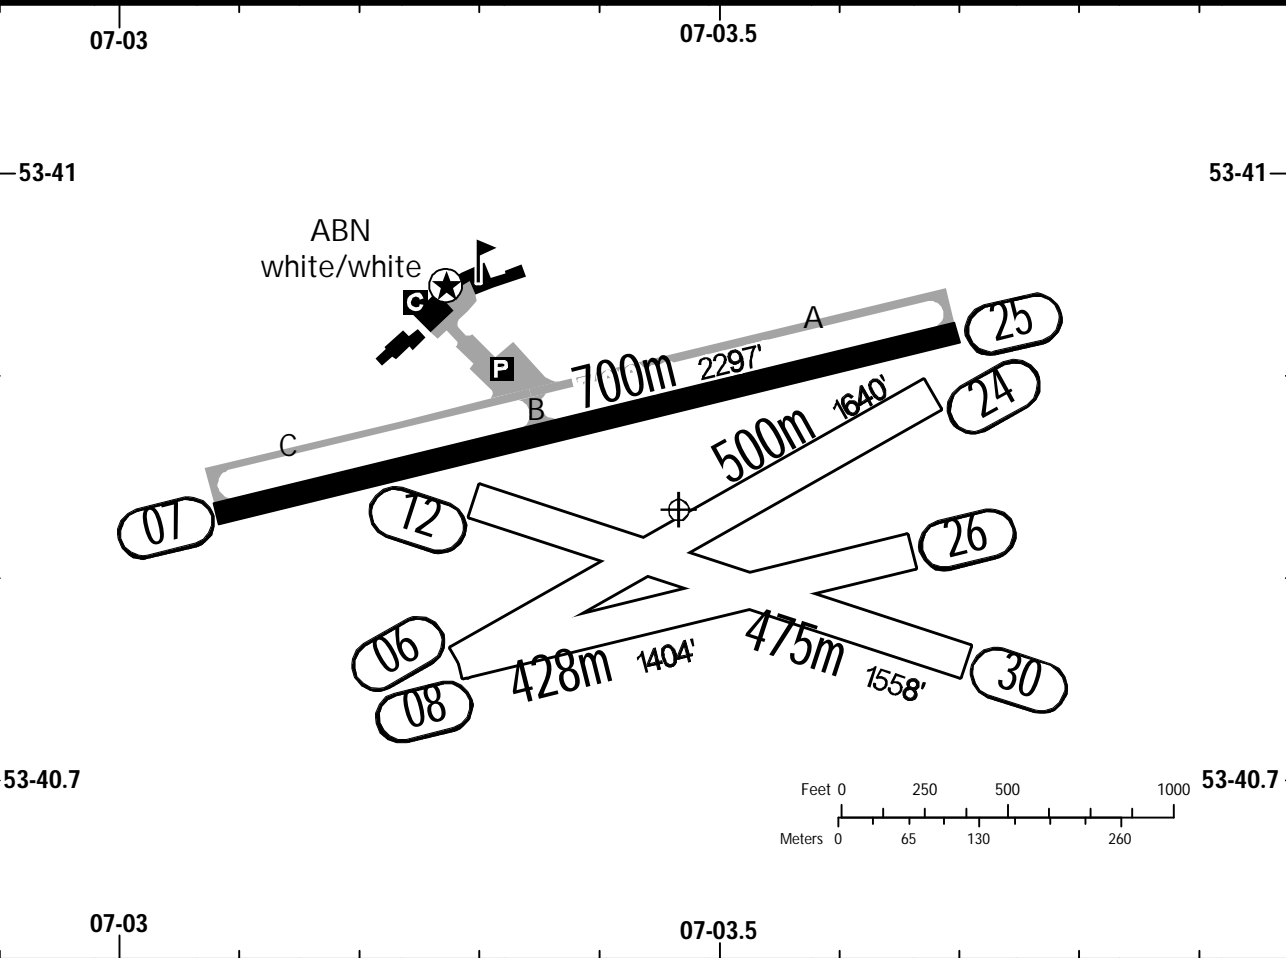 07-03
07-03.5
53-41
53-41
ABN
white/white
C
A
25
P
700m 2297'
24
B
500m 1640'
C
07
12
26
06
475m 1558'
428m 1404'
30
08
53-40.7
53-40.7
Feet 0 250 500 1000
Meters 0 65 130 260
07-03
07-03.5